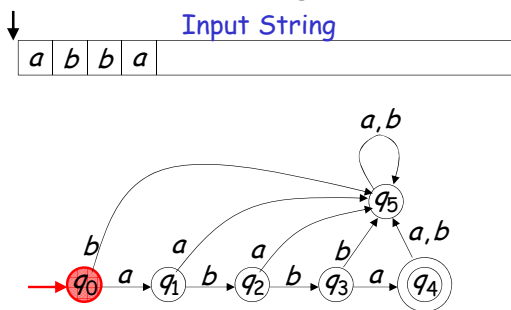 Input String
a b b a
a,b
q5
b a a b a,b
q0 a q1 b q2 b q3 a q4